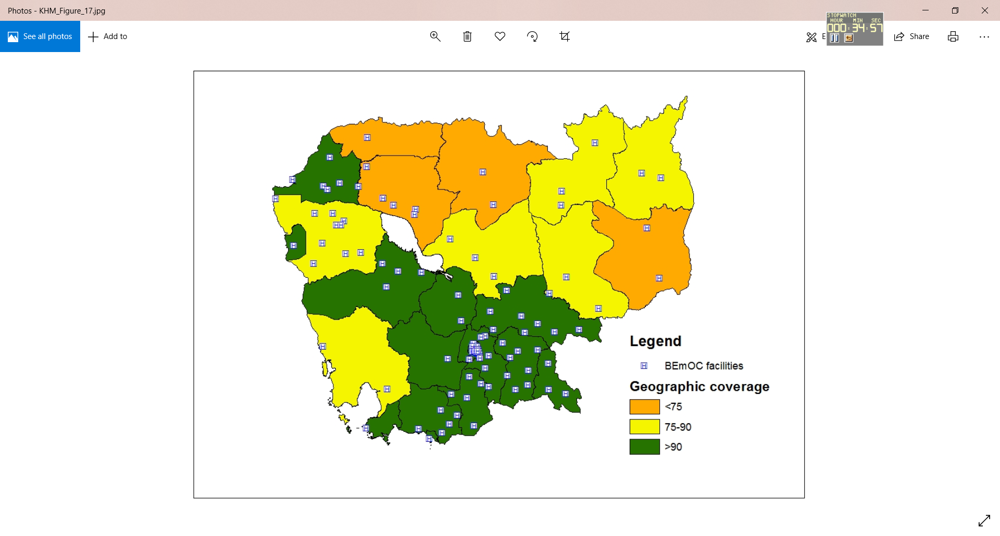 Photos - KHM_Figure_17.jpg
See all photos
Add to
E
STOPWATCH
HOUR MIN SEC
000:34:57
Share
Legend
BEmOC facilities
Geographic coverage
<75
75-90
>90